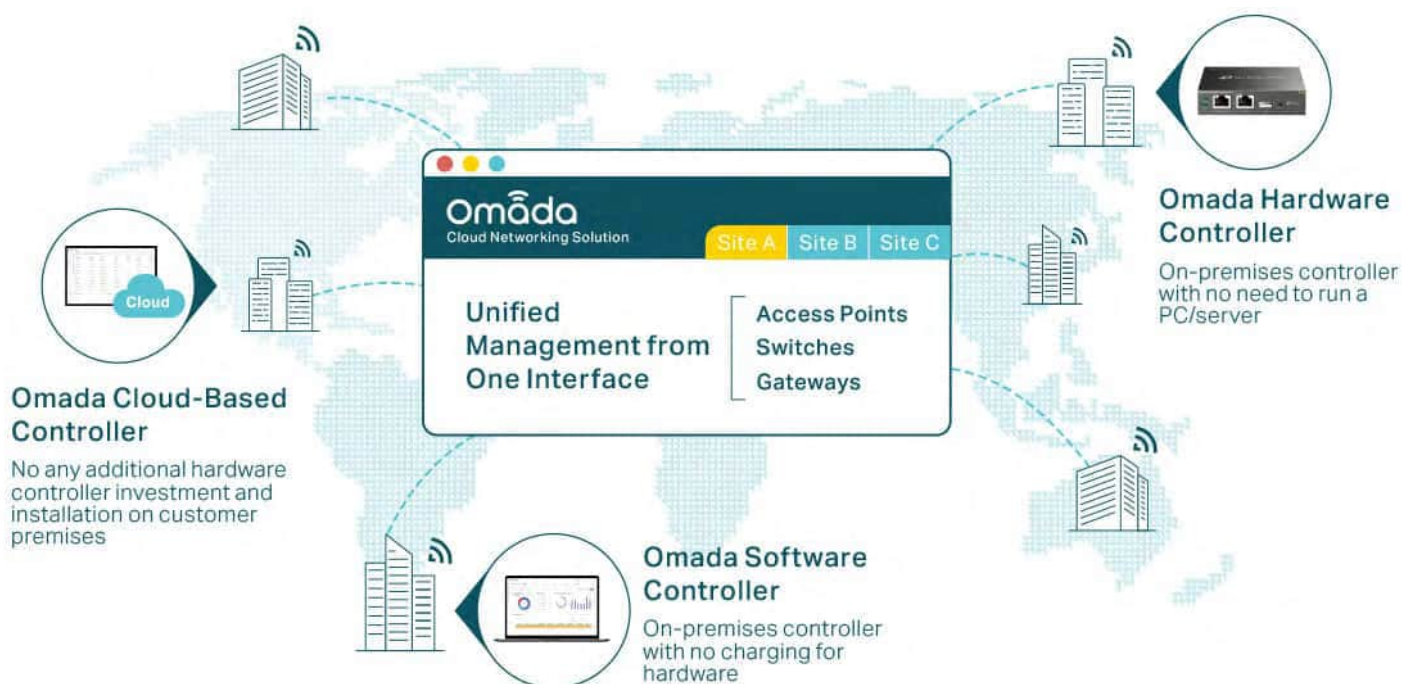 Omada
Cloud Networking Solution
Site A
Site B
Site C
Unified
Management from
One Interface
Access Points
Switches
Gateways
Omada Hardware
Controller
On-premises controller
with no need to run a
PC/server
Cloud
Omada Cloud-Based
Controller
No any additional hardware
controller investment and
installation on customer
premises
Omada Software
Controller
On-premises controller
with no charging for
hardware